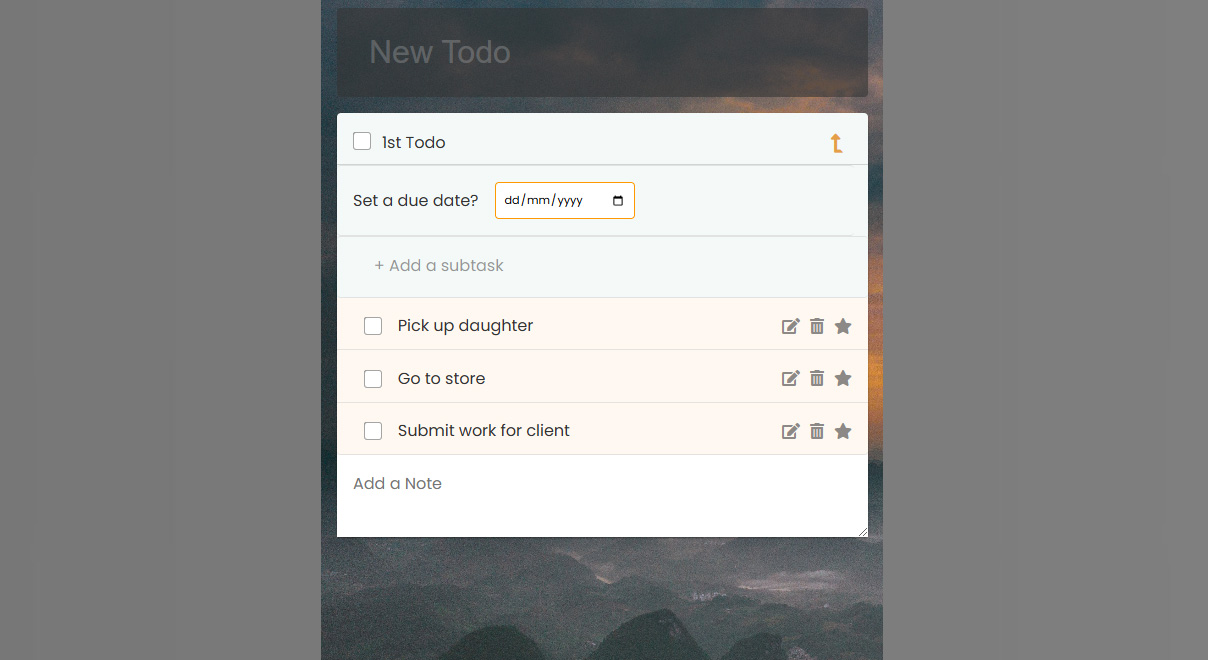 New Todo
1st Todo
Set a due date? dd/mm/yyyy
+ Add a subtask
Pick up daughter
Go to store
Submit work for client
Add a Note